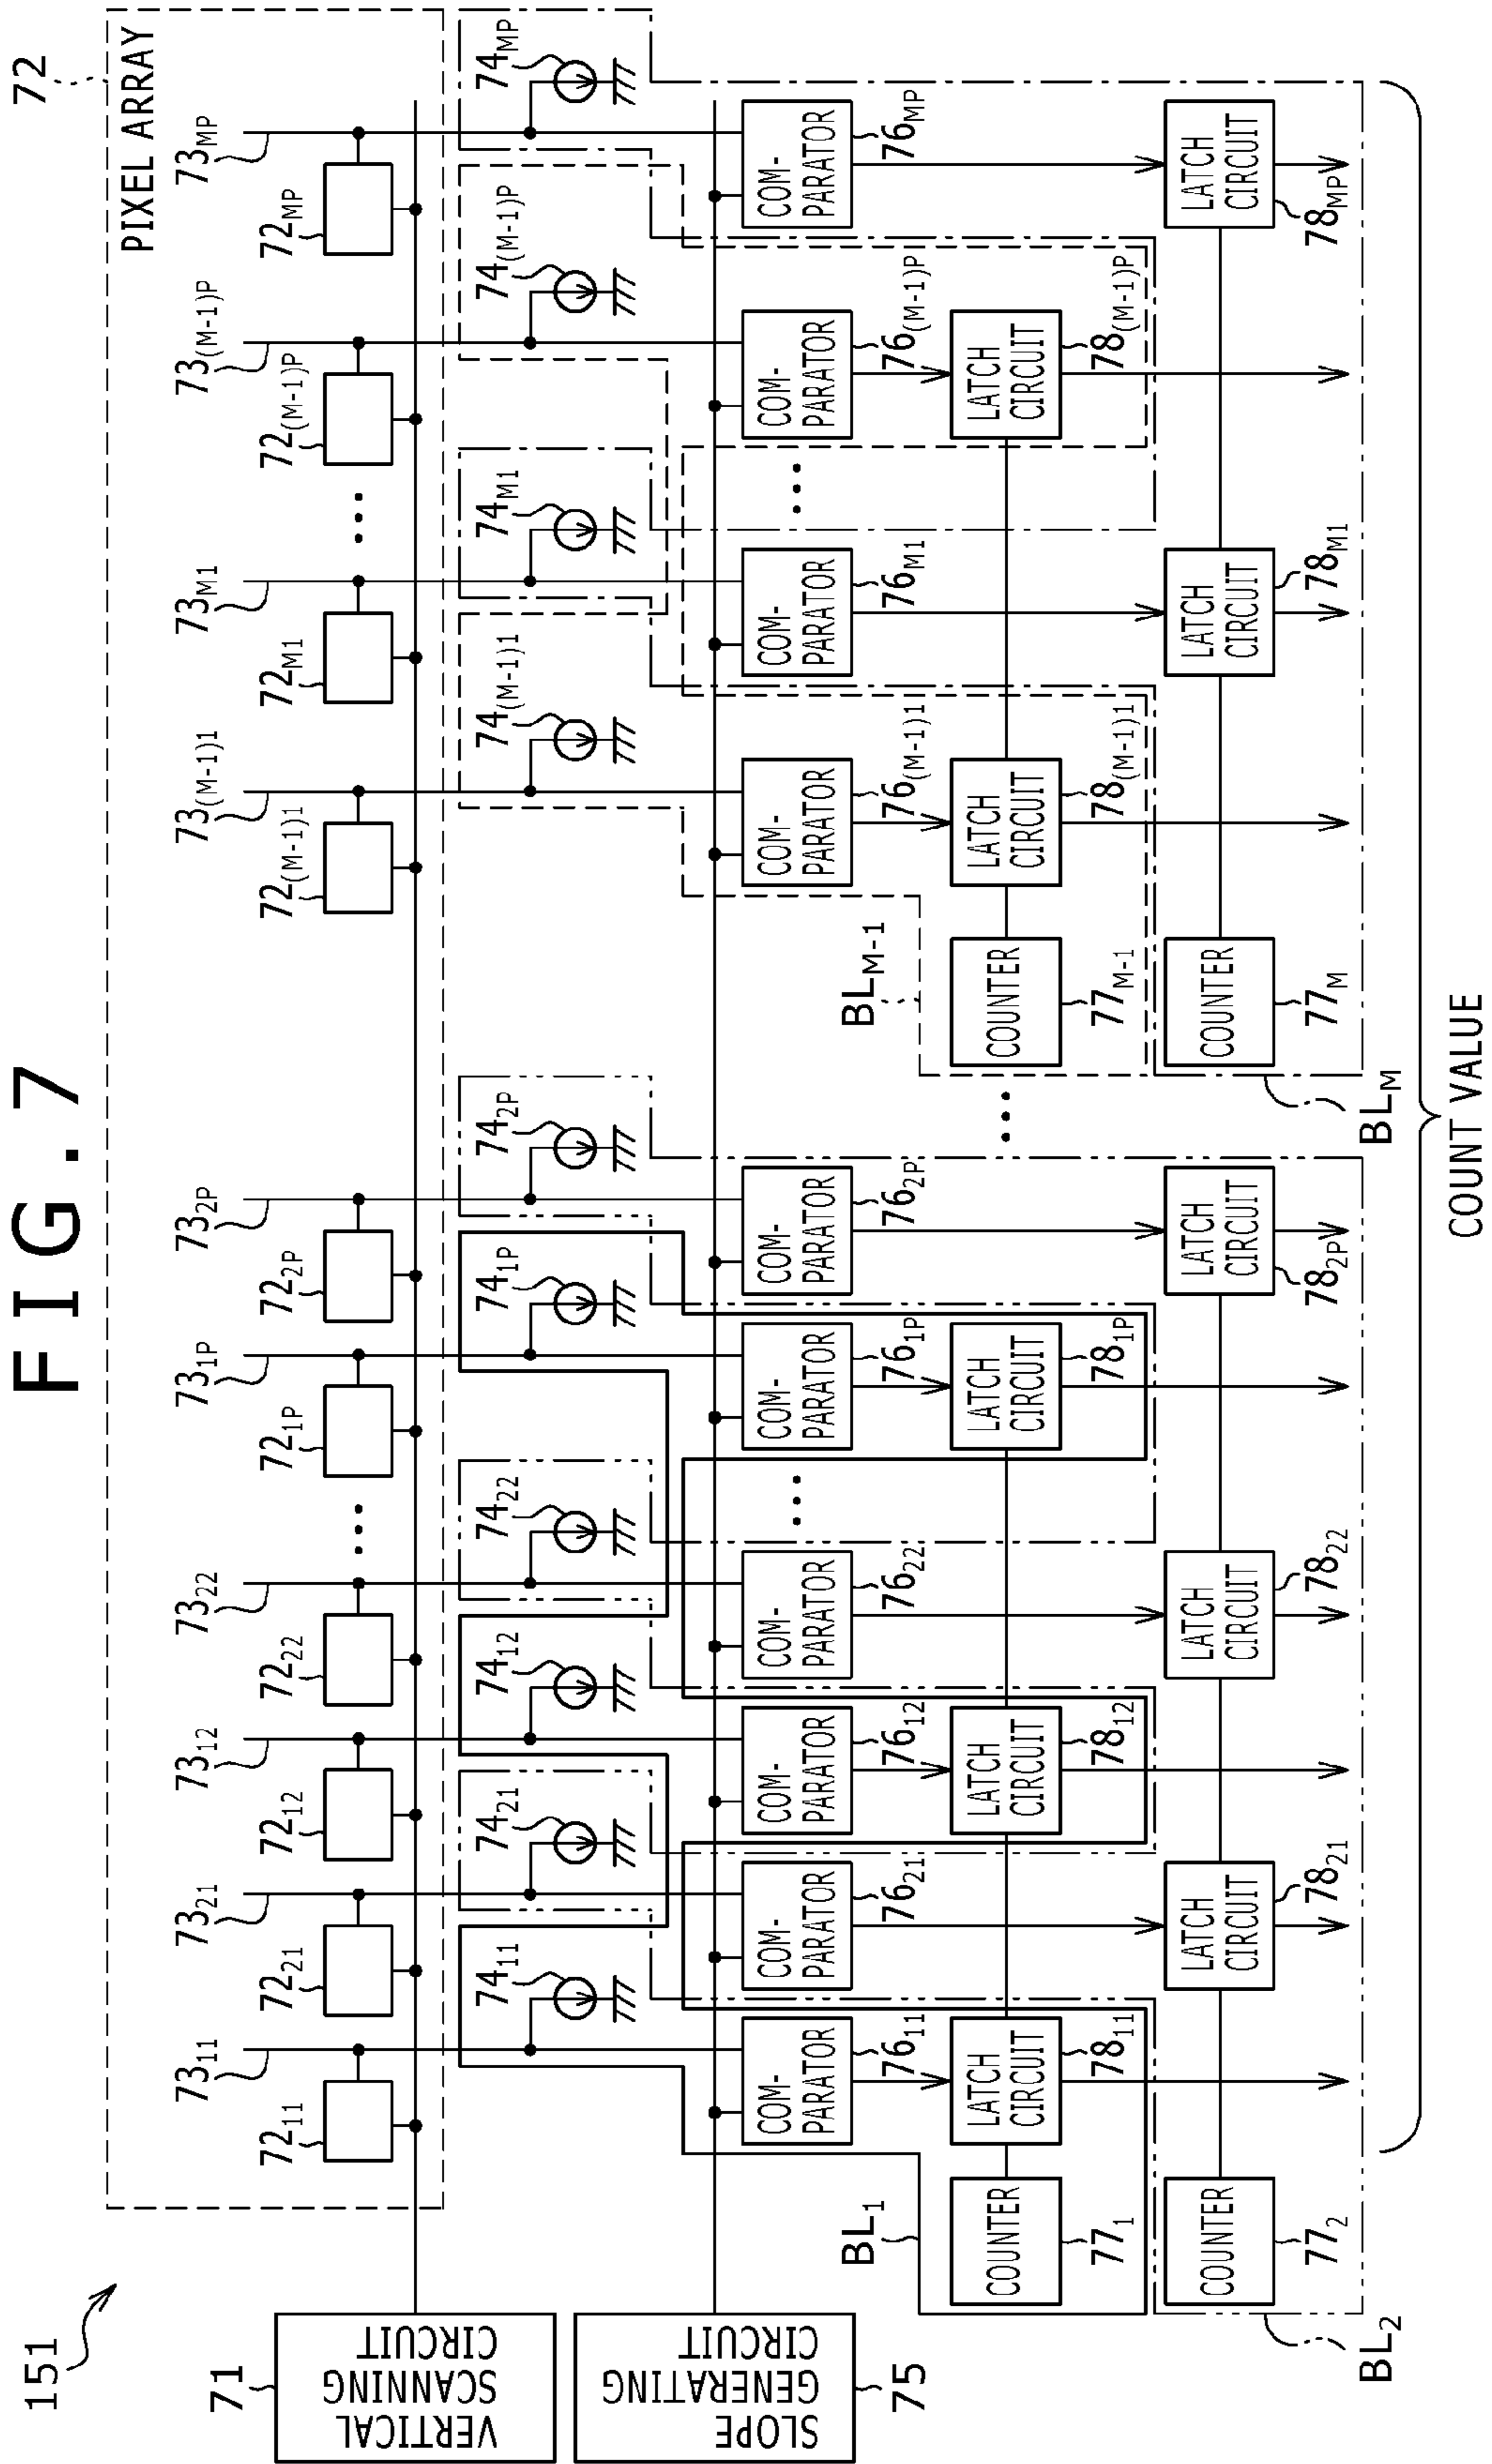 F I G . 7
151
72
PIXEL ARRAY
73₁₁
73₂₁
73₁₂
73₂₂
73₁P
73₂P
73(M-1)1
73M1
73(M-1)P
73MP
72₁₁
72₂₁
72₁₂
72₂₂
•••
72₁P
72₂P
72(M-1)1
72M1
•••
72(M-1)P
72MP
71
VERTICAL
SCANNING
CIRCUIT
74₁₁
74₂₁
74₁₂
74₂₂
74₁P
74₂P
74(M-1)1
74M1
74(M-1)P
74MP
SLOPE
GENERATING
CIRCUIT
75
COM-
PARATOR
COM-
PARATOR
COM-
PARATOR
COM-
PARATOR
•••
COM-
PARATOR
COM-
PARATOR
COM-
PARATOR
COM-
PARATOR
•••
COM-
PARATOR
COM-
PARATOR
76₁₁
76₂₁
76₁₂
76₂₂
76₁P
76₂P
76(M-1)1
76M1
76(M-1)P
76MP
BL₁
BLM-1
COUNTER
LATCH
CIRCUIT
LATCH
CIRCUIT
LATCH
CIRCUIT
•••
COUNTER
LATCH
CIRCUIT
LATCH
CIRCUIT
77₁
78₁₁
78₁₂
78₁P
77M-1
78(M-1)1
78(M-1)P
COUNTER
LATCH
CIRCUIT
LATCH
CIRCUIT
LATCH
CIRCUIT
COUNTER
LATCH
CIRCUIT
LATCH
CIRCUIT
77₂
78₂₁
78₂₂
78₂P
77M
78M1
78MP
BL₂
BLM
COUNT VALUE